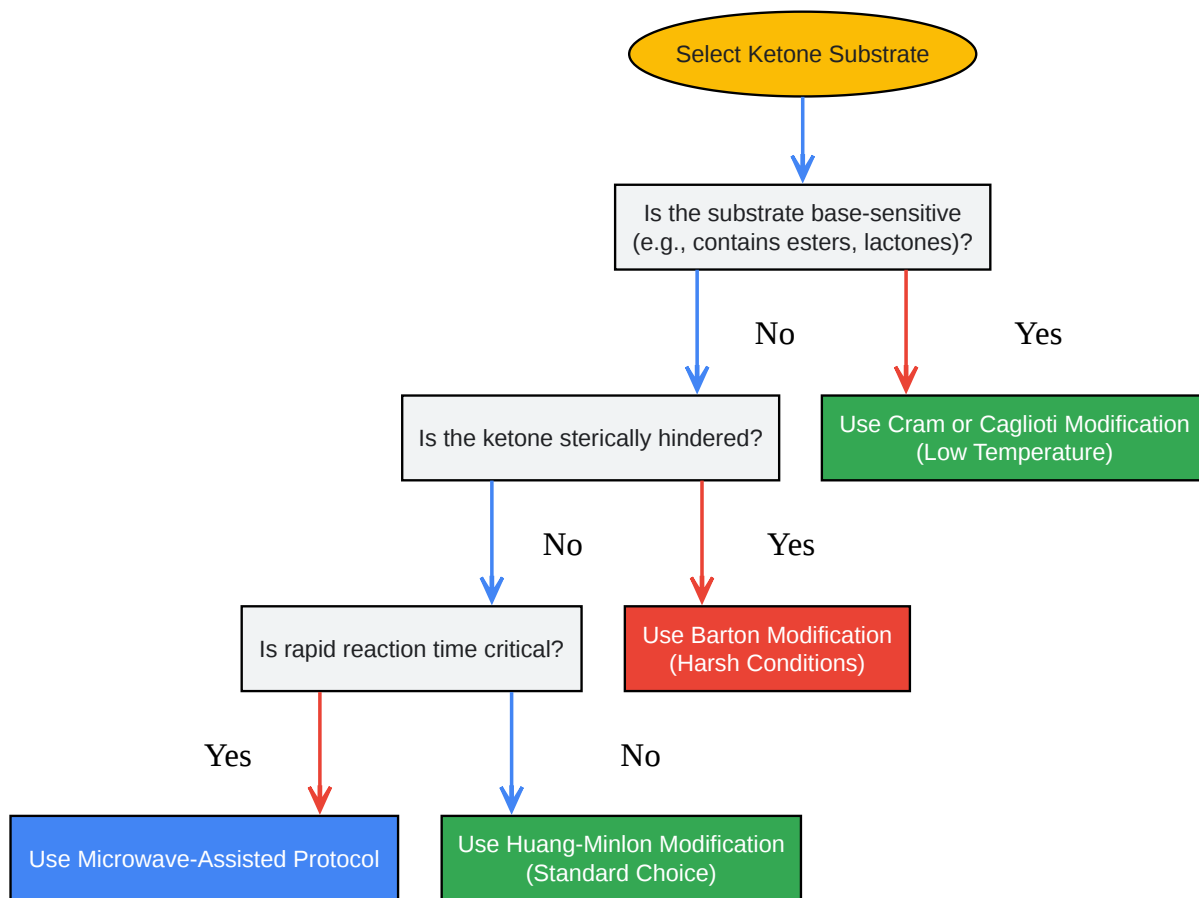 Select Ketone Substrate
Is the substrate base-sensitive
(e.g., contains esters, lactones)?
No
Yes
Is the ketone sterically hindered?
Use Cram or Caglioti Modification
(Low Temperature)
No
Yes
Is rapid reaction time critical?
Use Barton Modification
(Harsh Conditions)
Yes
No
Use Microwave-Assisted Protocol
Use Huang-Minlon Modification
(Standard Choice)